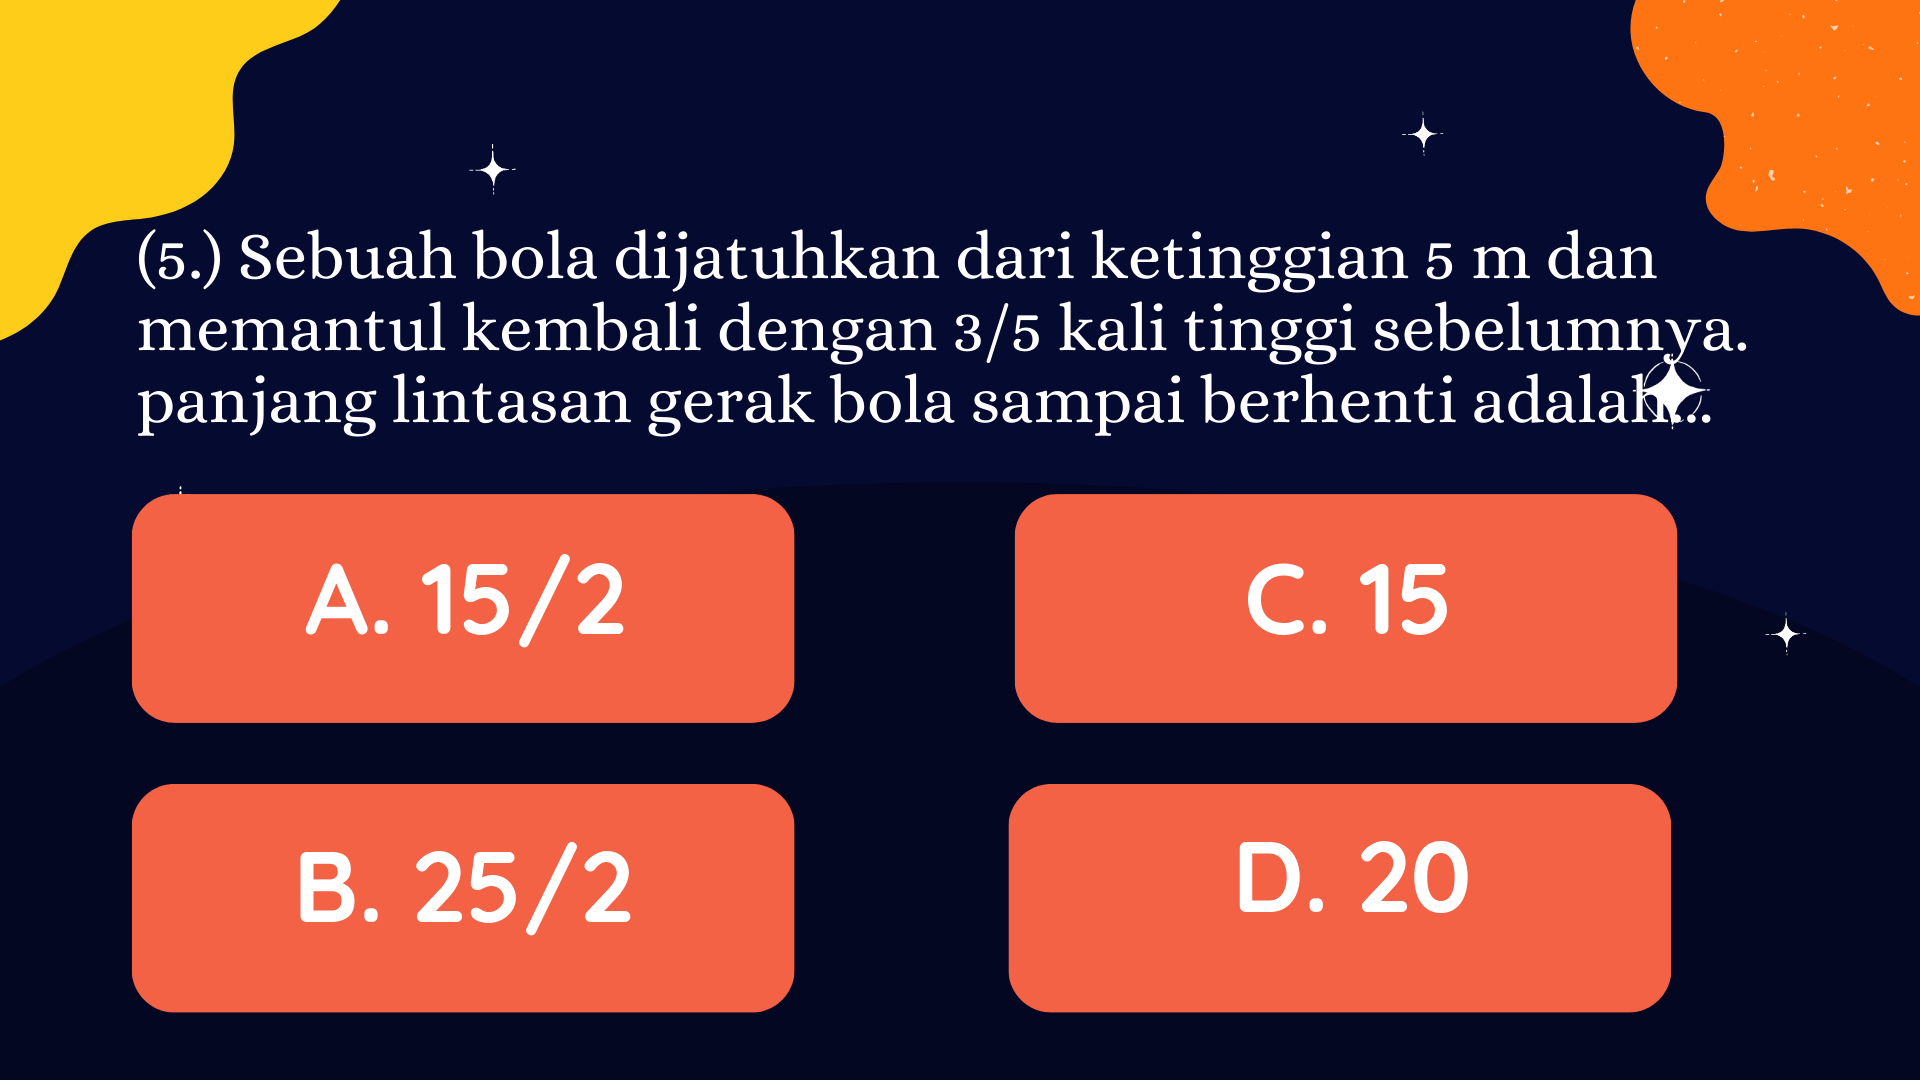 (5.) Sebuah bola dijatuhkan dari ketinggian 5 m dan
memantul kembali dengan 3/5 kali tinggi sebelumnya.
panjang lintasan gerak bola sampai berhenti adalah...
A. 15/2
C. 15
B. 25/2
D. 20